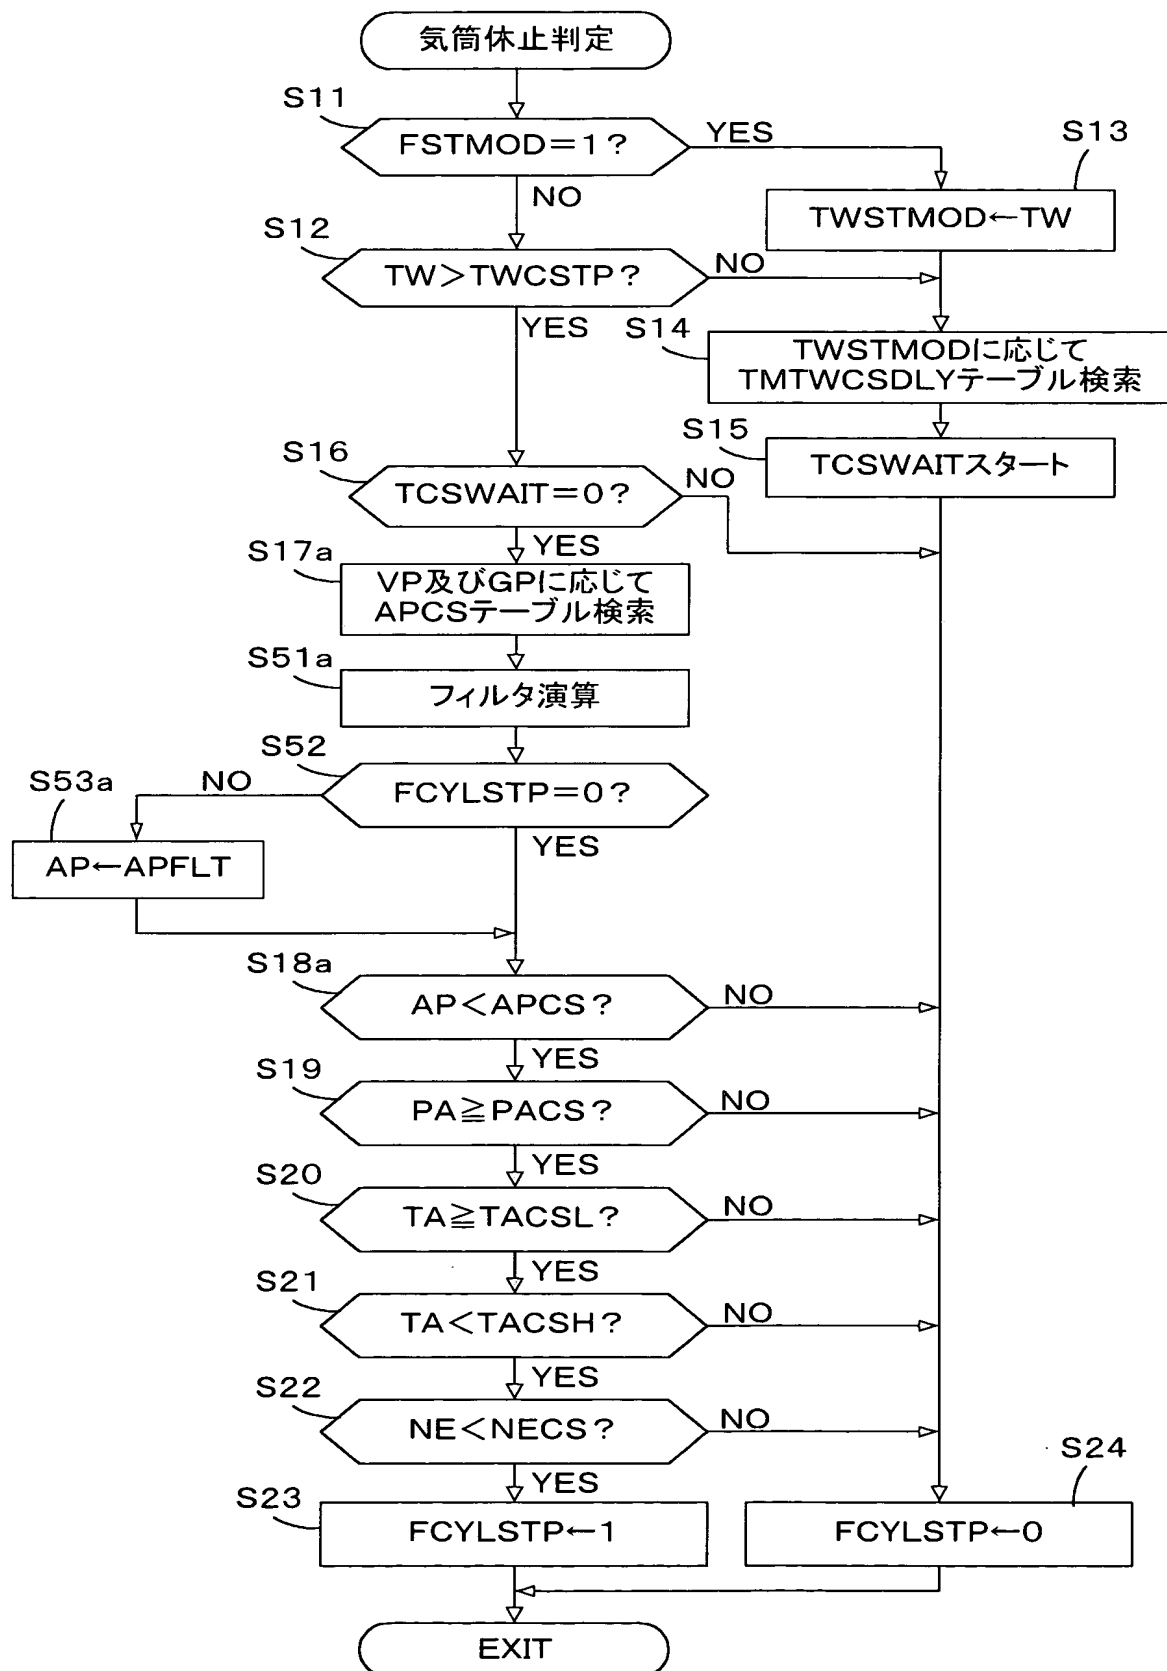 気筒休止判定
S11
FSTMOD=1?
YES
S13
NO
TWSTMOD←TW
S12
TW>TWCSTP?
NO
YES
S14
TWSTMODに応じて
TMTWCSDLYテーブル検索
S15
TCSWAITスタート
S16
TCSWAIT=0?
NO
YES
S17a
VP及びGPに応じて
APCSテーブル検索
S51a
フィルタ演算
S52
FCYLSTP=0?
NO
S53a
YES
AP←APFLT
S18a
AP<APCS?
NO
YES
S19
PA≧PACS?
NO
YES
S20
TA≧TACSL?
NO
YES
S21
TA<TACSH?
NO
YES
S22
NE<NECS?
NO
YES
S24
S23
FCYLSTP←1
FCYLSTP←0
EXIT